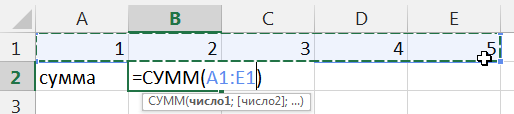 A B C D E
1 1 2 3 4 5
2 сумма =СУММ(A1:E1)
СУММ(число1; [число2]; ...)
3